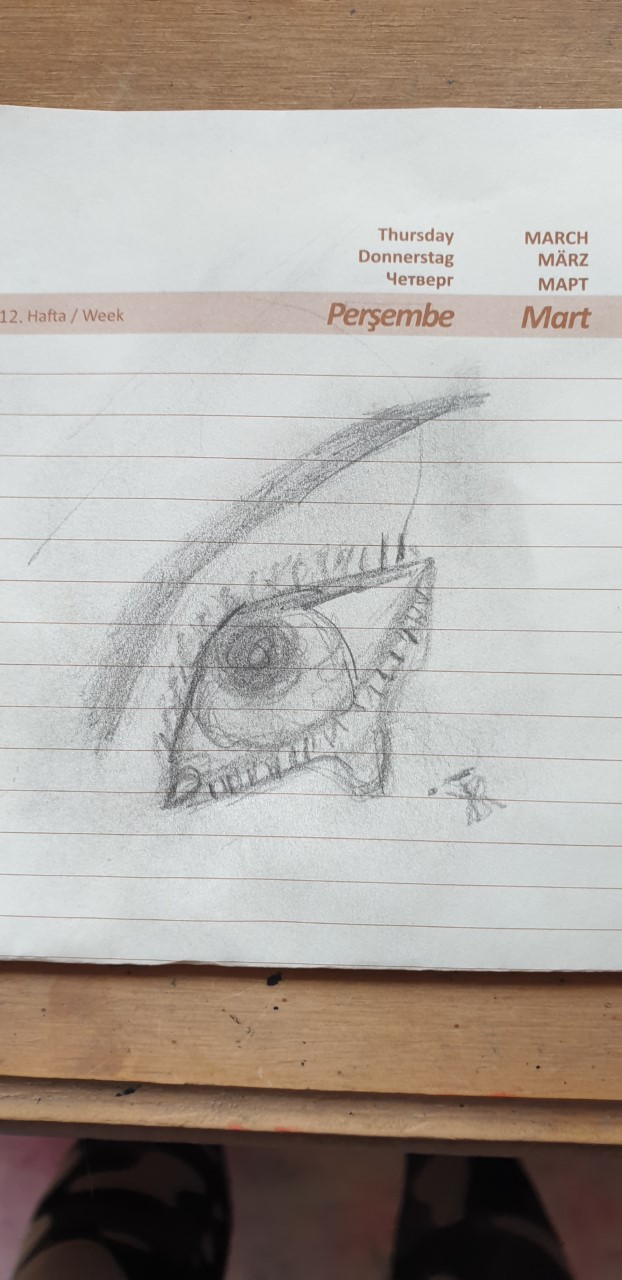 Thursday MARCH
Donnerstag MÄRZ
Четверг МАРТ
12. Hafta / Week Perşembe Mart